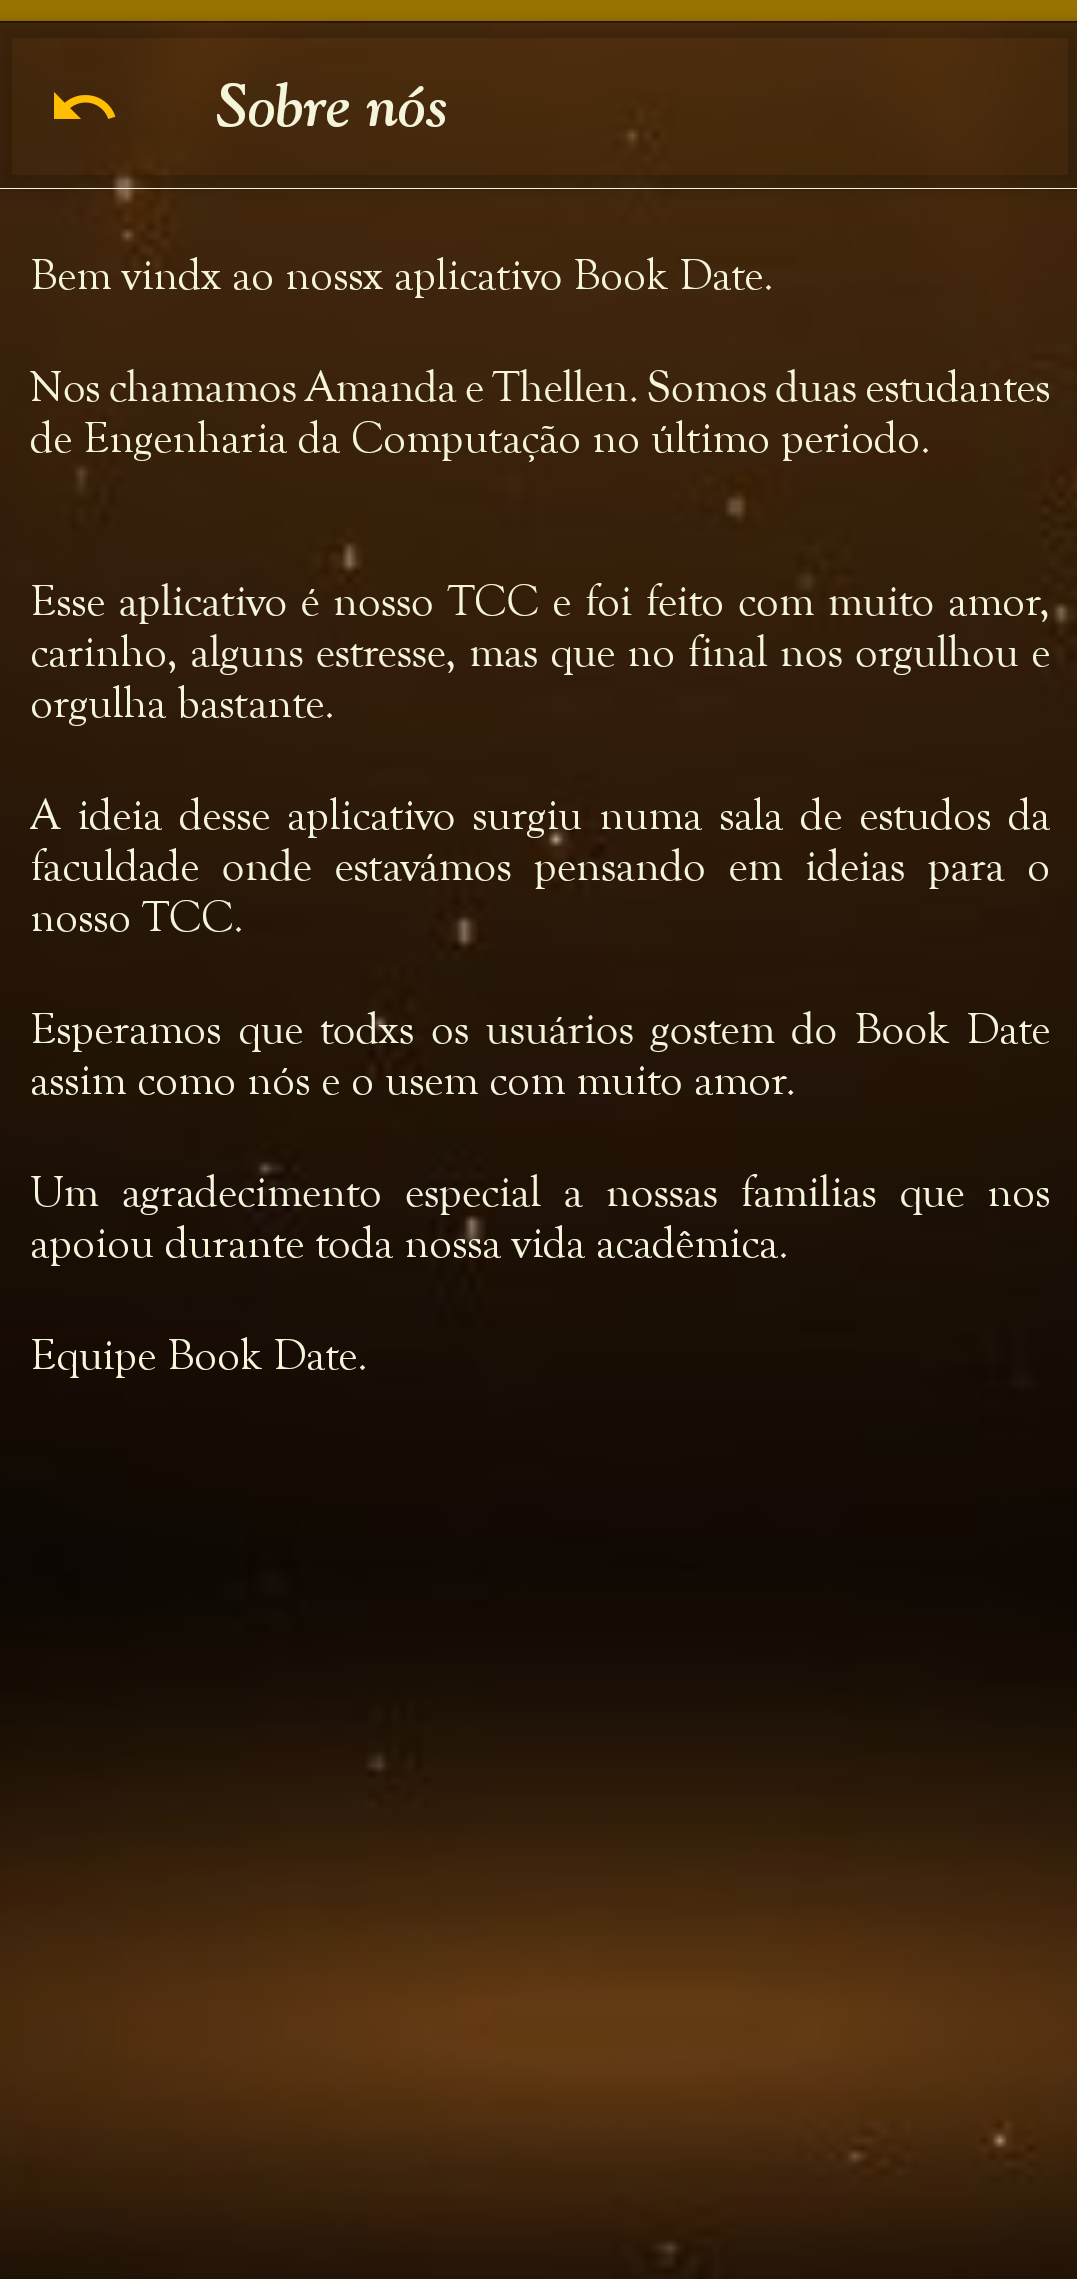 Sobre nós
Bem vindx ao nossx aplicativo Book Date.
Nos chamamos Amanda e Thellen. Somos duas estudantes
de Engenharia da Computação no último periodo.
Esse aplicativo é nosso TCC e foi feito com muito amor,
carinho, alguns estresse, mas que no final nos orgulhou e
orgulha bastante.
A ideia desse aplicativo surgiu numa sala de estudos da
faculdade onde estavámos pensando em ideias para o
nosso TCC.
Esperamos que todxs os usuários gostem do Book Date
assim como nós e o usem com muito amor.
Um agradecimento especial a nossas familias que nos
apoiou durante toda nossa vida acadêmica.
Equipe Book Date.